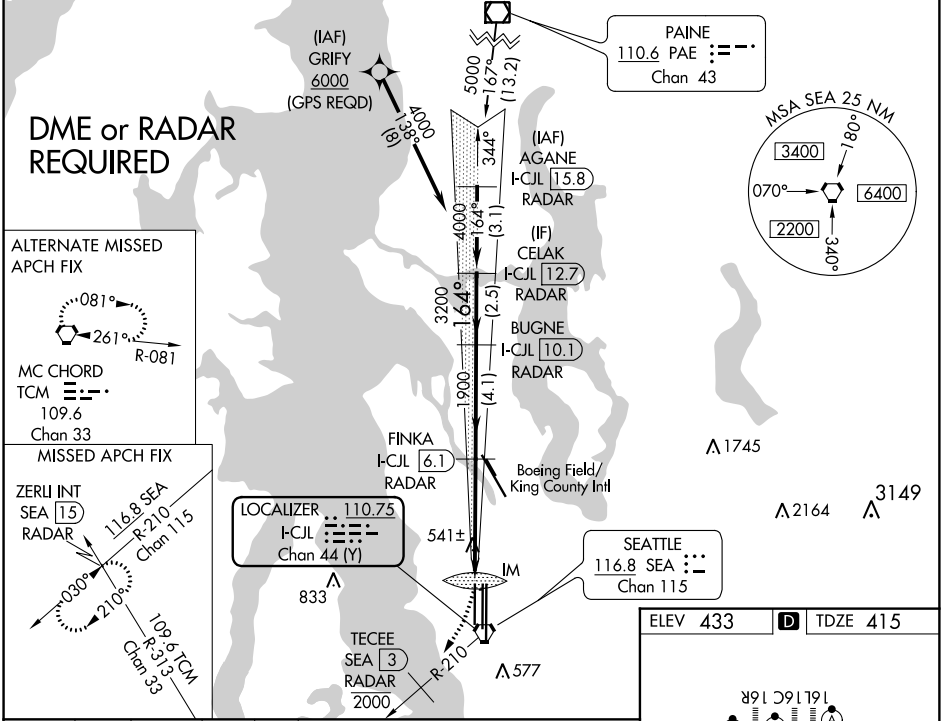 PAINE
110.6 PAE
Chan 43
(IAF)
GRIFY
6000
(GPS REQD)
5000
167°
(13.2)
4000
138°
(8)
DME or RADAR
REQUIRED
MSA SEA 25 NM
180°
3400
070°
6400
2200
340°
344°
(IAF)
AGANE
I-CJL 15.8
RADAR
4000
164°
(3.1)
(IF)
CELAK
I-CJL 12.7
RADAR
3200
164°
(2.5)
BUGNE
I-CJL 10.1
RADAR
1900
(4.1)
ALTERNATE MISSED
APCH FIX
081°
261°
R-081
MC CHORD
TCM
109.6
Chan 33
FINKA
I-CJL 6.1
RADAR
Boeing Field/
King County Intl
1745
2164
3149
MISSED APCH FIX
ZERLI INT
SEA 15
RADAR
116.8 SEA
R-210
Chan 115
030°
210°
109.6 TCM
R-313
Chan 33
LOCALIZER 110.75
I-CJL
Chan 44 (Y)
541±
IM
833
SEATTLE
116.8 SEA
Chan 115
TECEE
SEA 3
RADAR
2000
R-210
577
ELEV 433 D TDZE 415
16L 16C 16R
A